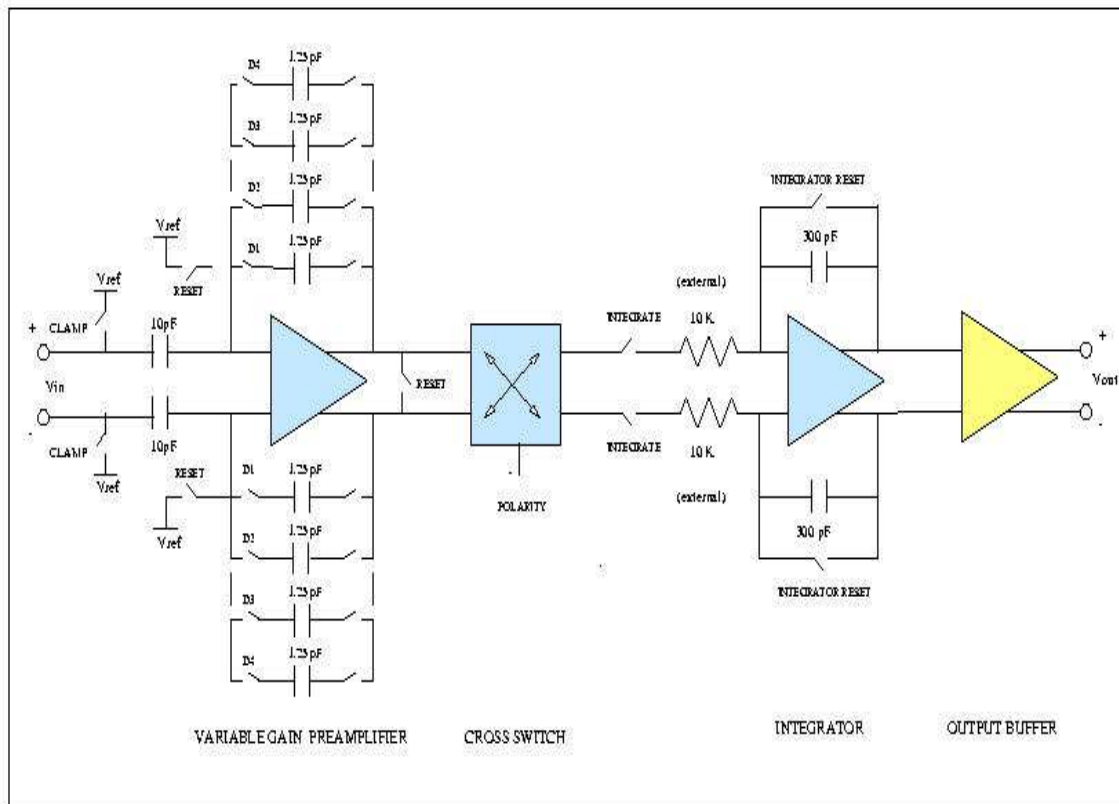 D4 1.25 pF
D3 1.25 pF
D2 1.25 pF
D1 1.25 pF
Vref
RESET
Vref
+ CLAMP 10pF
Vin
- CLAMP 10pF
Vref
RESET
Vref
D1 1.25 pF
D2 1.25 pF
D3 1.25 pF
D4 1.25 pF
RESET
POLARITY
INTEGRATE
(external)
10 K
INTEGRATE
10 K
(external)
INTEGRATOR RESET
300 pF
300 pF
INTEGRATOR RESET
+
Vout
-
VARIABLE GAIN PREAMPLIFIER CROSS SWITCH INTEGRATOR OUTPUT BUFFER